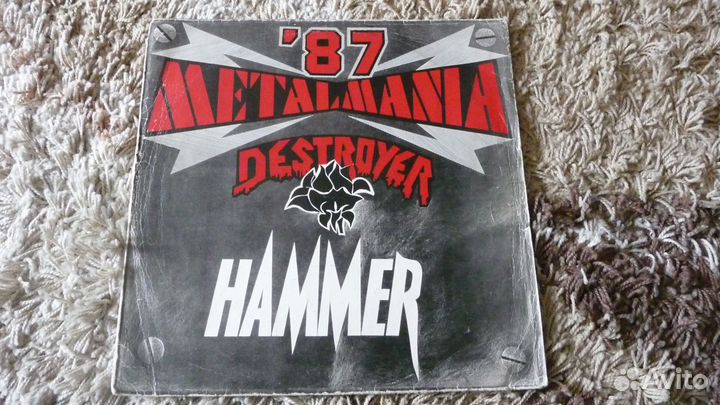 '87
METALMANIA
DESTROYER
HAMMER
Avito